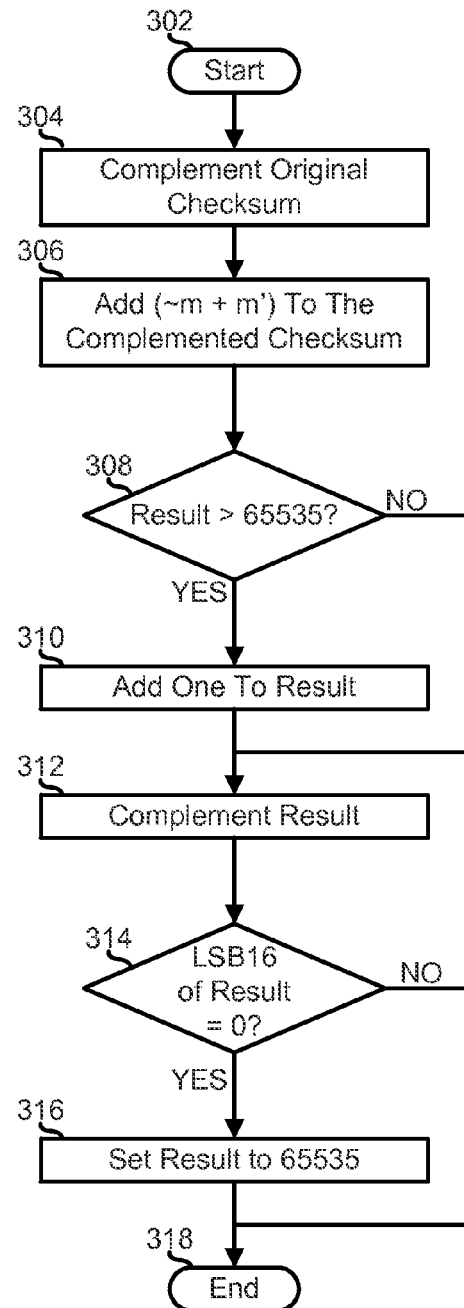 302
Start
304
Complement Original
Checksum
306
Add (~m + m’) To The
Complemented Checksum
308
Result > 65535?
NO
YES
310
Add One To Result
312
Complement Result
314
LSB16
of Result
= 0?
NO
YES
316
Set Result to 65535
318
End